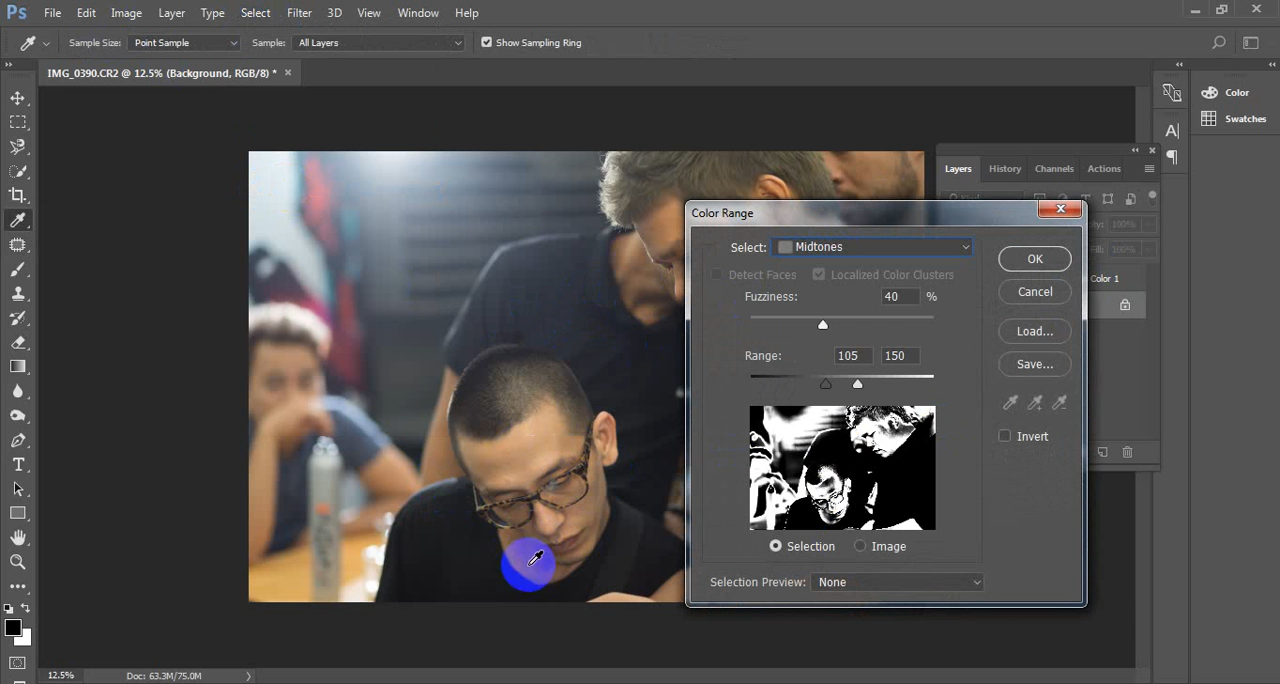 Ps File Edit Image Layer Type Select Filter 3D View Window Help
Sample Size: Point Sample Sample: All Layers Show Sampling Ring
IMG_0390.CR2 @ 12.5% (Background, RGB/8) *
Color
Swatches
Layers History Channels Actions
100%
100%
Color 1
Color Range
Select: Midtones
Detect Faces Localized Color Clusters
Fuzziness: 40 %
Range: 105 150
Selection Image
Selection Preview: None
OK
Cancel
Load...
Save...
Invert
12.5% Doc: 63.3M/75.0M